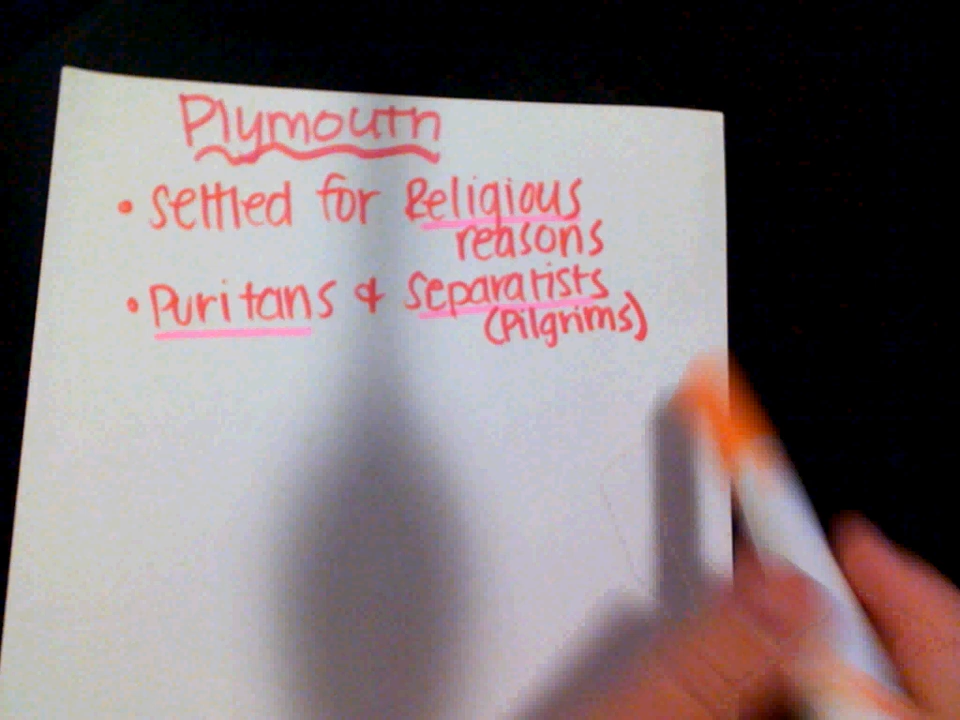 Plymouth
• Settled for Religious
reasons
• Puritans & Separatists
(Pilgrims)